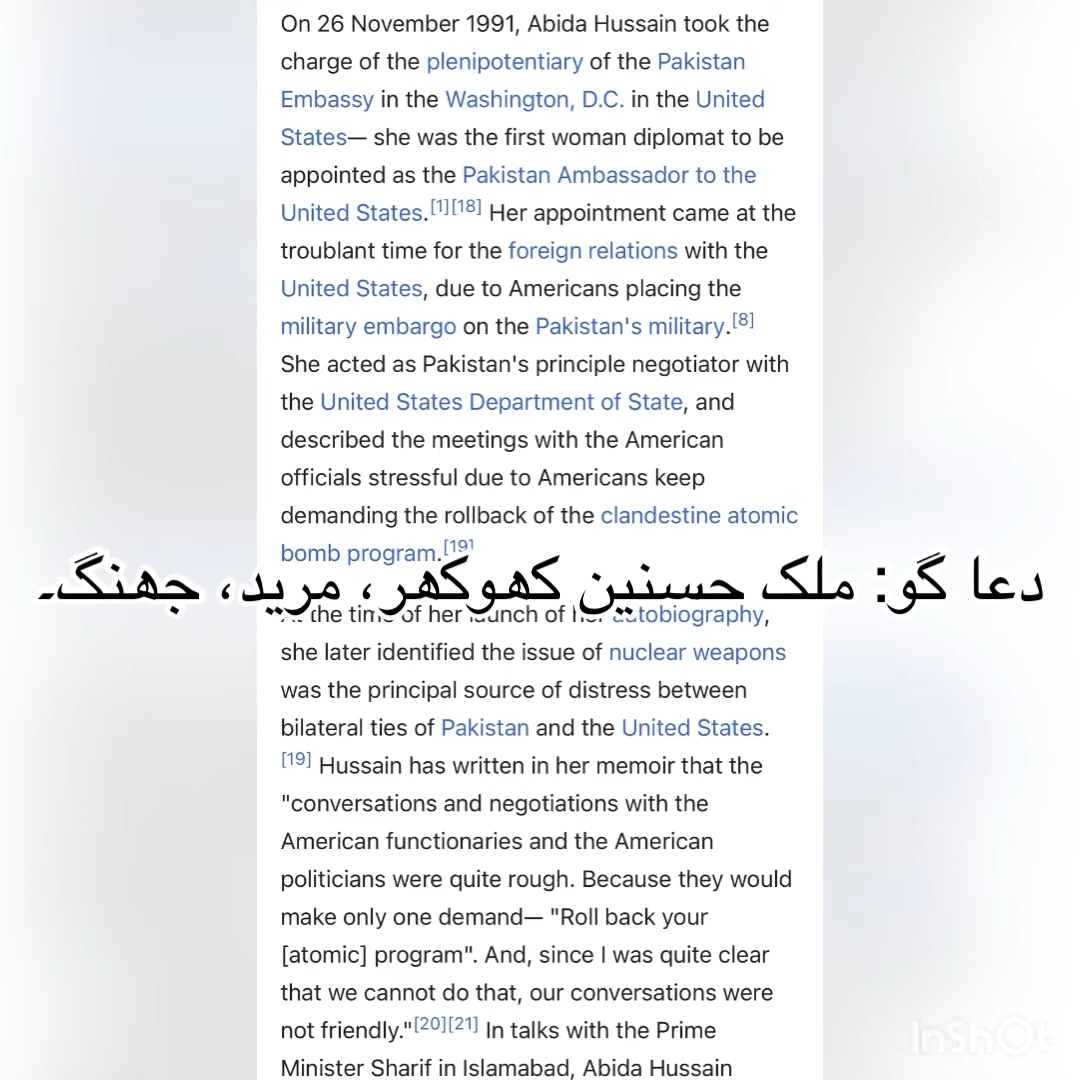 On 26 November 1991, Abida Hussain took the
charge of the plenipotentiary of the Pakistan
Embassy in the Washington, D.C. in the United
States— she was the first woman diplomat to be
appointed as the Pakistan Ambassador to the
United States.[1][18] Her appointment came at the
troublant time for the foreign relations with the
United States, due to Americans placing the
military embargo on the Pakistan's military.[8]
She acted as Pakistan's principle negotiator with
the United States Department of State, and
described the meetings with the American
officials stressful due to Americans keep
demanding the rollback of the clandestine atomic
bomb program.[19]
دعا گو: ملک حسنین کھوکھر، مرید، جھنگ۔
At the time of her launch of her autobiography,
she later identified the issue of nuclear weapons
was the principal source of distress between
bilateral ties of Pakistan and the United States.
[19] Hussain has written in her memoir that the
"conversations and negotiations with the
American functionaries and the American
politicians were quite rough. Because they would
make only one demand— "Roll back your
[atomic] program". And, since I was quite clear
that we cannot do that, our conversations were
not friendly."[20][21] In talks with the Prime
Minister Sharif in Islamabad, Abida Hussain
InShOt